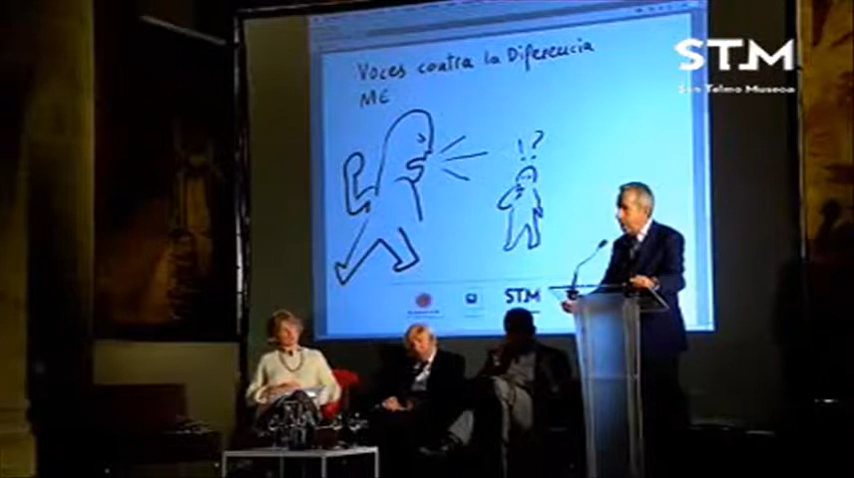 Voces contra la Diferencia
ME
!?
STM
San Telmo Museoa
STM